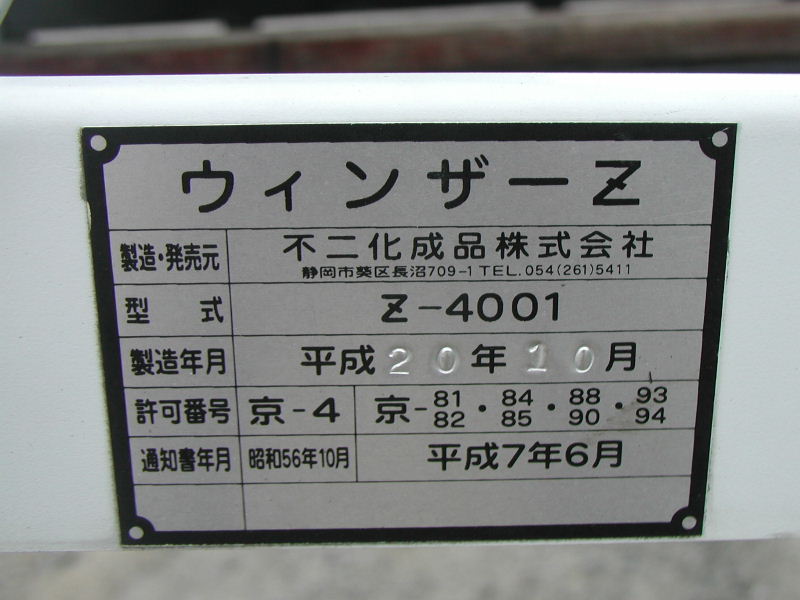 ウィンザーZ
製造・発売元 不二化成品株式会社
静岡市葵区長沼709-1 TEL.054(261)5411
型式 Z-4001
製造年月 平成20年10月
許可番号 京-4 京-81・84・88・93
82・85・90・94
通知書年月 昭和56年10月 平成7年6月